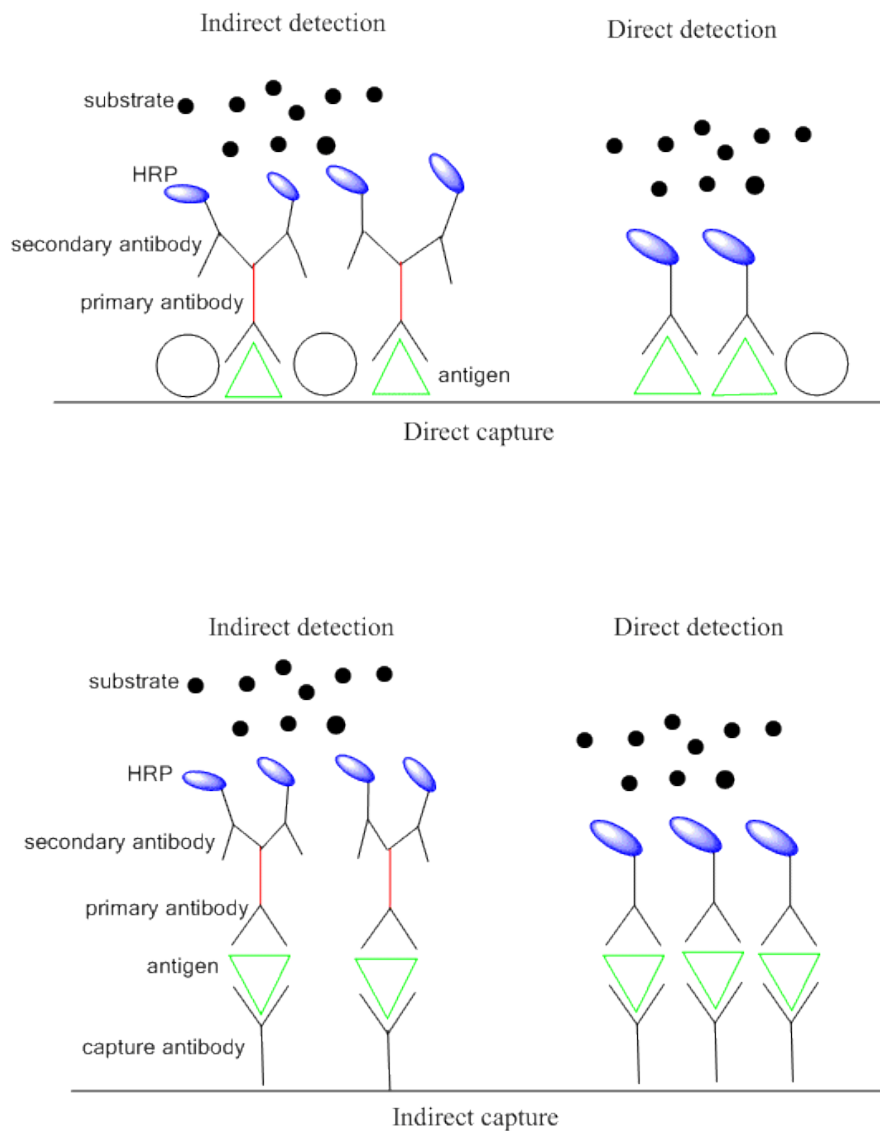 Indirect detection
Direct detection
substrate
HRP
secondary antibody
primary antibody
antigen
Direct capture
Indirect detection
Direct detection
substrate
HRP
secondary antibody
primary antibody
antigen
capture antibody
Indirect capture